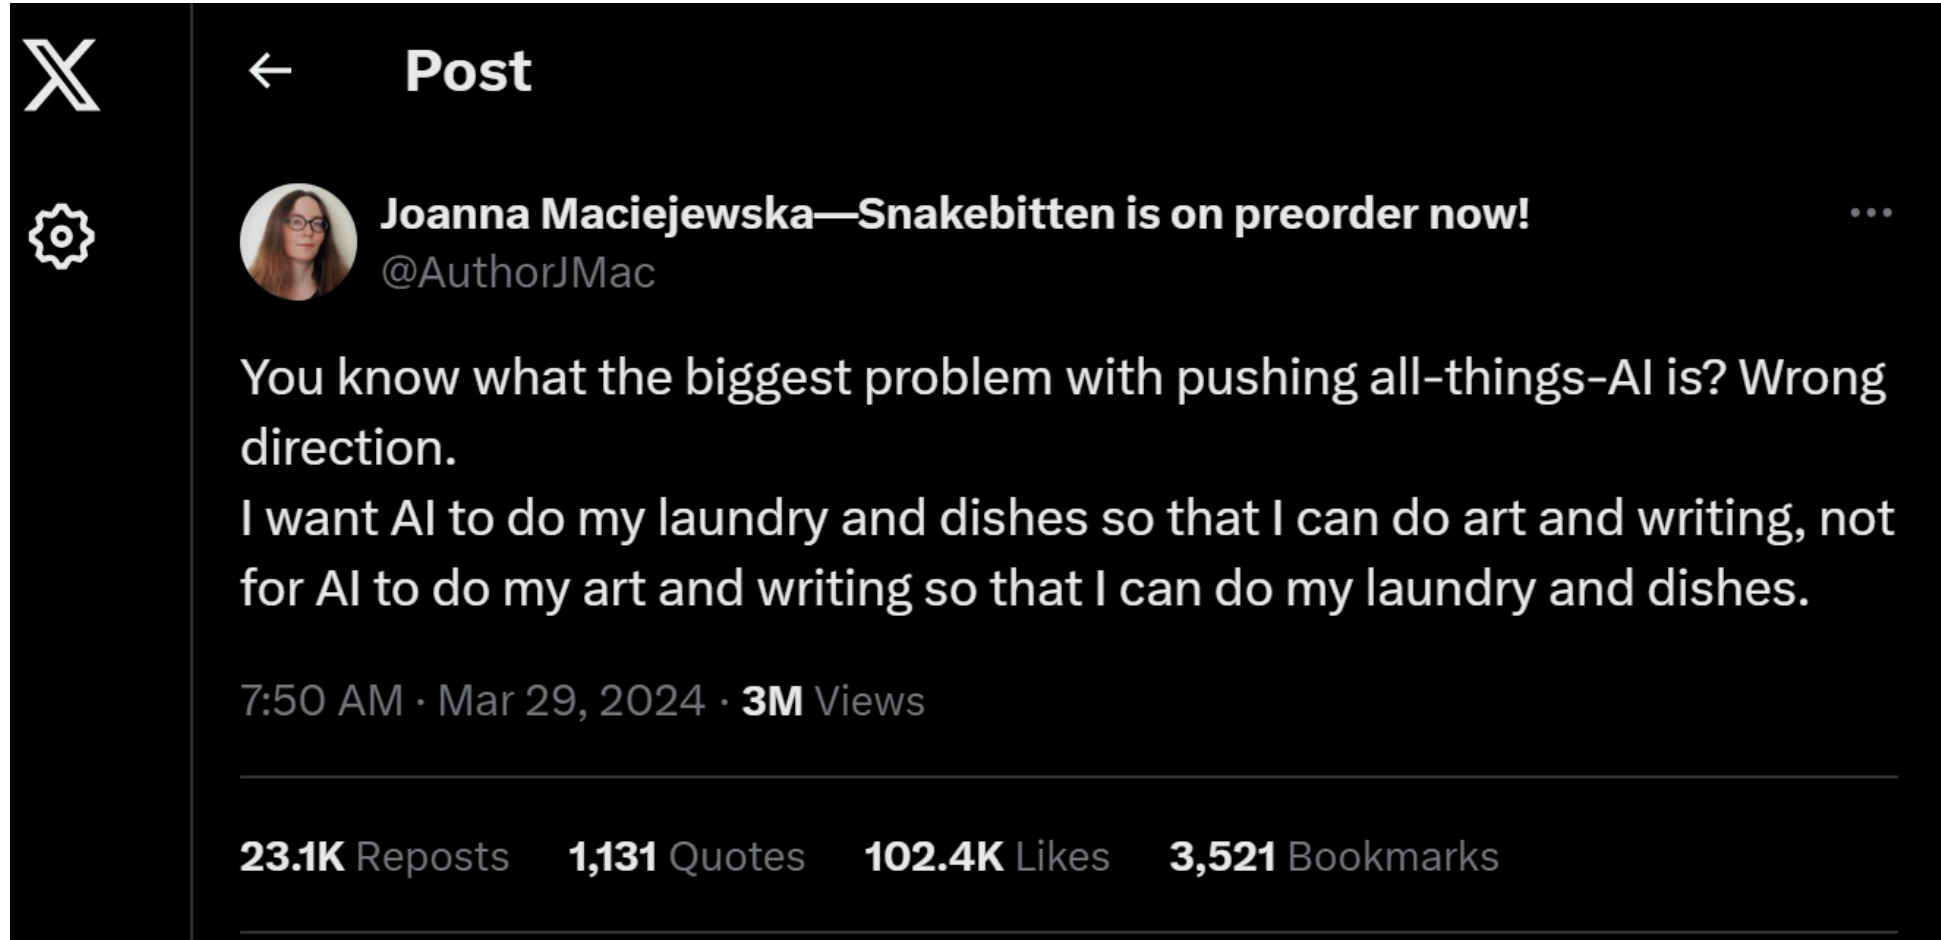 Post
Joanna Maciejewska—Snakebitten is on preorder now!
@AuthorJMac
You know what the biggest problem with pushing all-things-AI is? Wrong
direction.
I want AI to do my laundry and dishes so that I can do art and writing, not
for AI to do my art and writing so that I can do my laundry and dishes.
7:50 AM · Mar 29, 2024 · 3M Views
23.1K Reposts 1,131 Quotes 102.4K Likes 3,521 Bookmarks